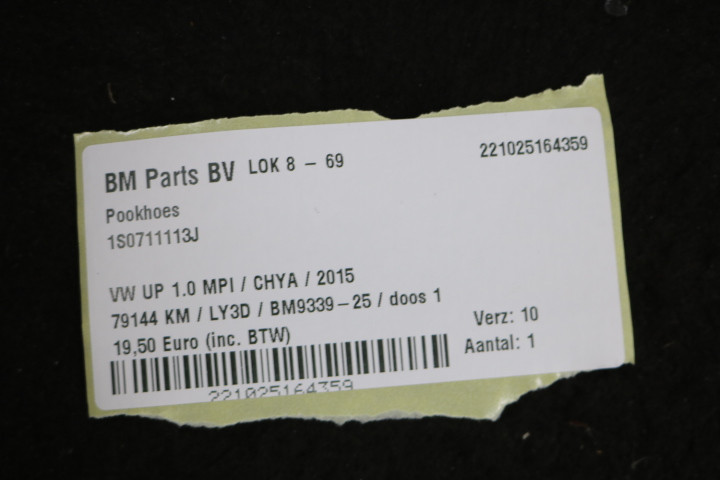 BM Parts BV LOK 8 - 69 221025164359
Pookhoes
1S0711113J
VW UP 1.0 MPI / CHYA / 2015
79144 KM / LY3D / BM9339-25 / doos 1
Verz: 10
19,50 Euro (inc. BTW)
Aantal: 1
221025164359